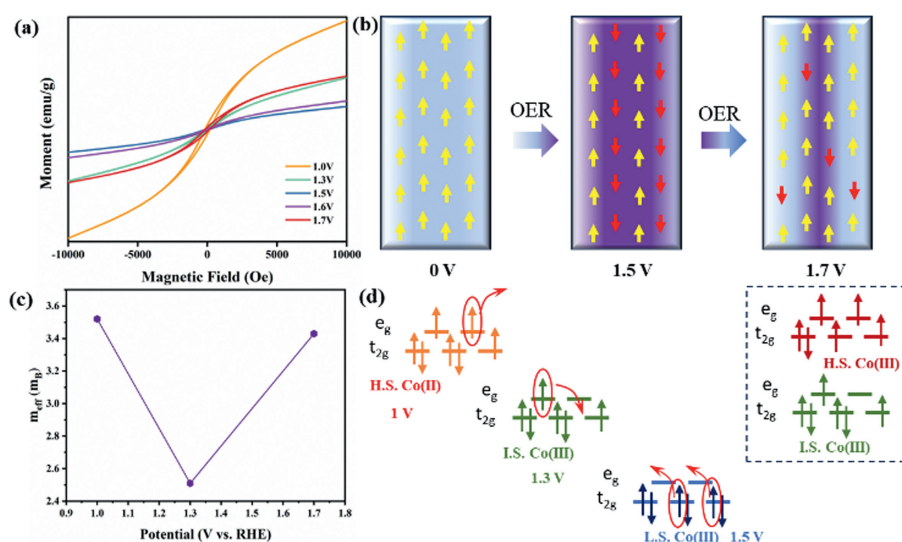 (a)
Moment (emu/g)
1.0V
1.3V
1.5V
1.6V
1.7V
-10000 -5000 0 5000 10000
Magnetic Field (Oe)
(b)
OER
OER
0 V
1.5 V
1.7 V
(c)
m_eff (m_B)
3.6
3.4
3.2
3.0
2.8
2.6
2.4
0.9 1.0 1.1 1.2 1.3 1.4 1.5 1.6 1.7 1.8
Potential (V vs. RHE)
(d)
e_g
t_2g
H.S. Co(II)
1 V
e_g
t_2g
I.S. Co(III)
1.3 V
e_g
t_2g
L.S. Co(III) 1.5 V
e_g
t_2g
H.S. Co(III)
e_g
t_2g
I.S. Co(III)